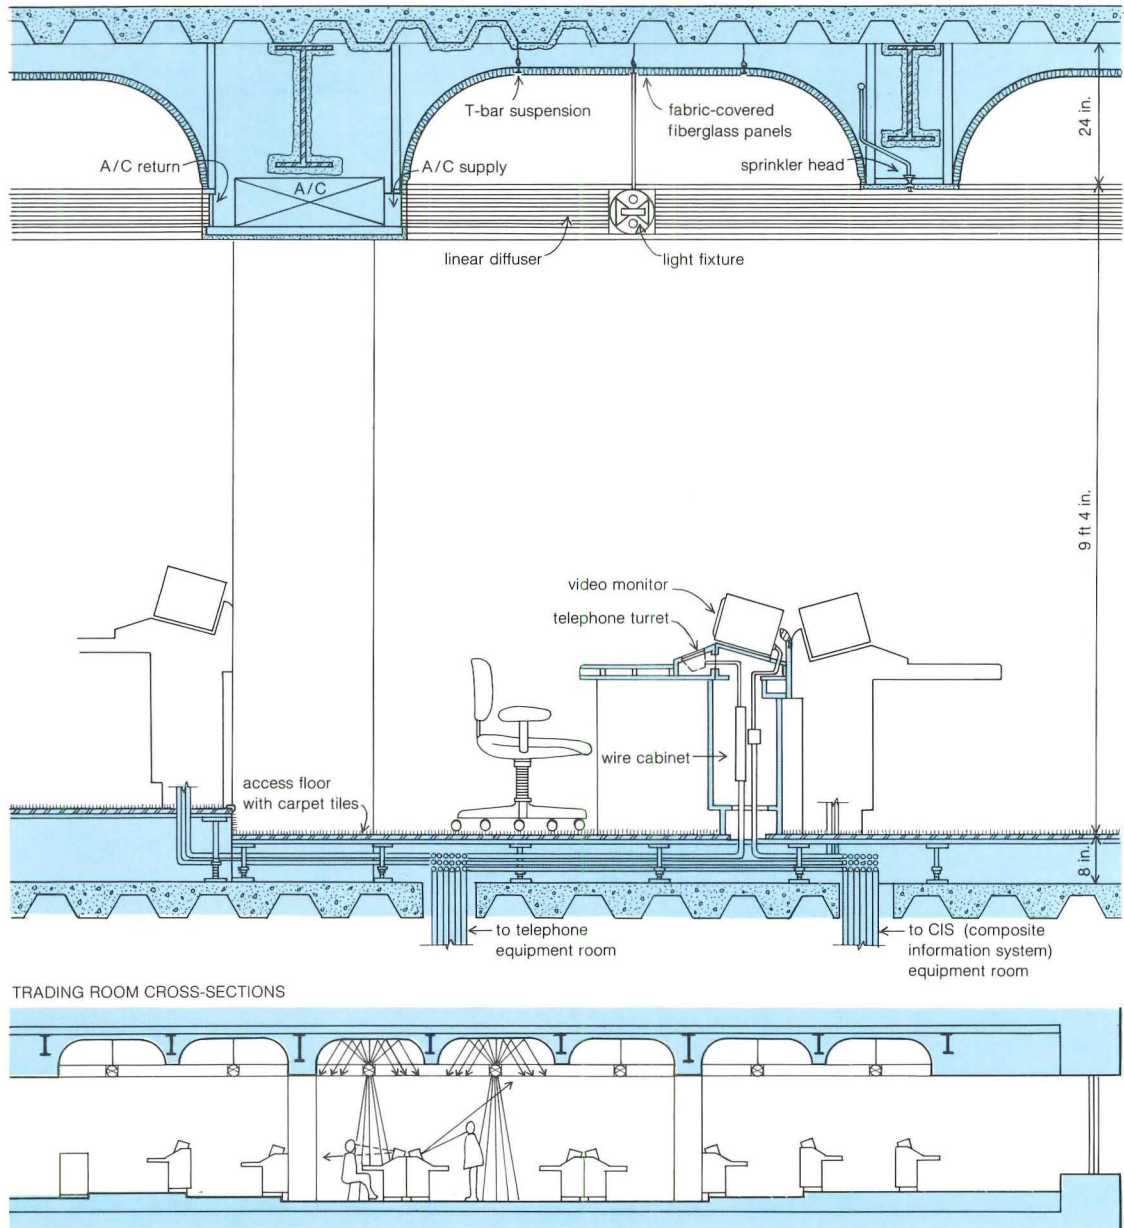 T-bar suspension
fabric-covered
fiberglass panels
24 in.
A/C return
A/C supply
A/C
sprinkler head
linear diffuser
light fixture
9 ft 4 in.
video monitor
telephone turret
wire cabinet
access floor
with carpet tiles
8 in.
to telephone
equipment room
to CIS (composite
information system)
equipment room
TRADING ROOM CROSS-SECTIONS